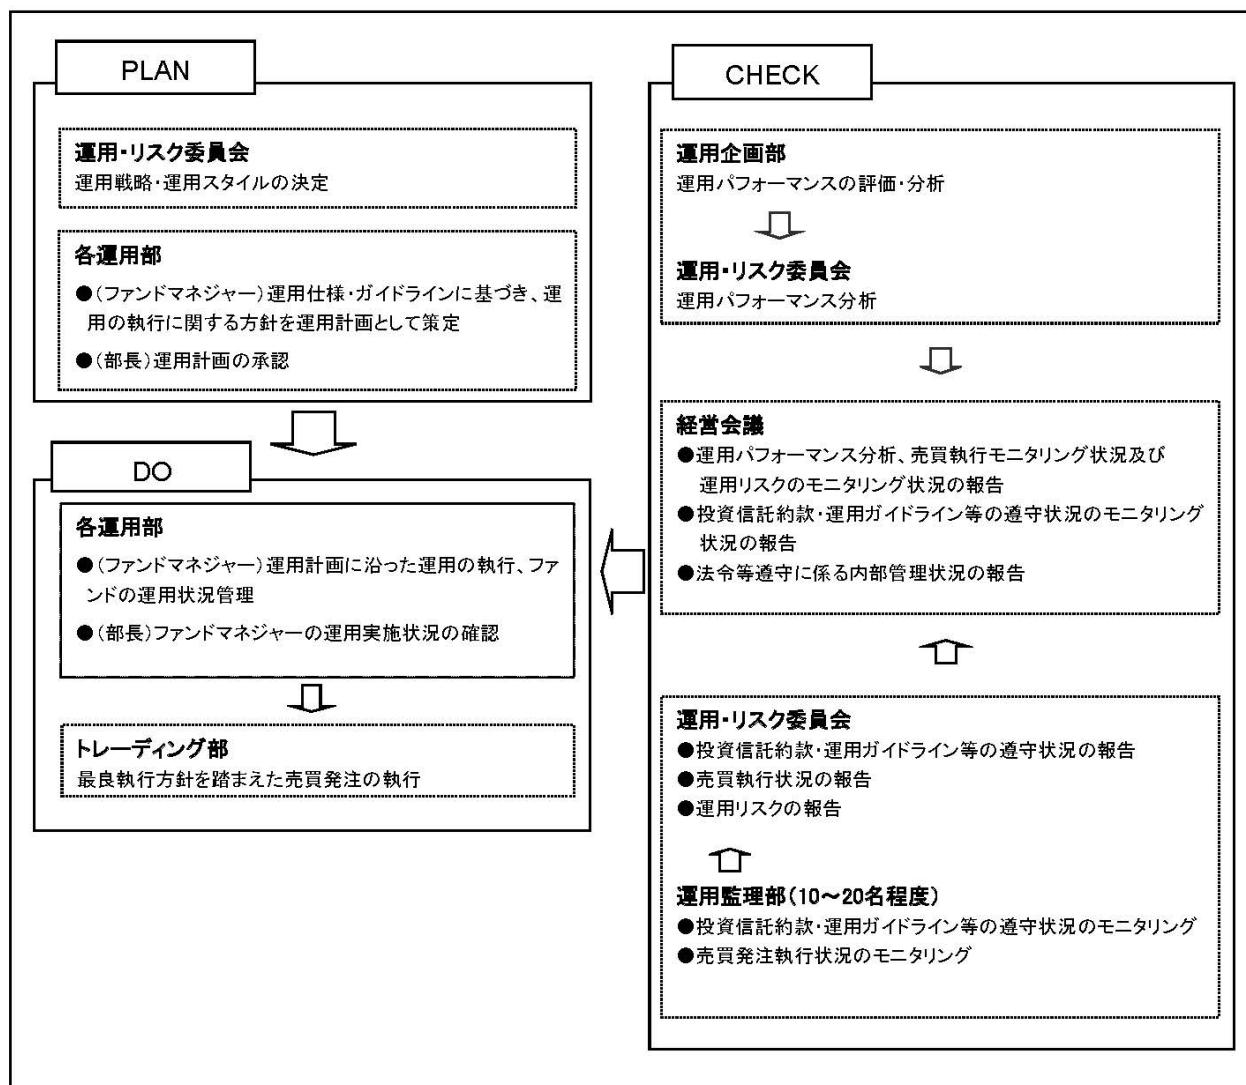 PLAN
運用・リスク委員会
運用戦略・運用スタイルの決定
各運用部
●(ファンドマネジャー)運用仕様・ガイドラインに基づき、運
用の執行に関する方針を運用計画として策定
●(部長)運用計画の承認
DO
各運用部
●(ファンドマネジャー)運用計画に沿った運用の執行、ファ
ンドの運用状況管理
●(部長)ファンドマネジャーの運用実施状況の確認
トレーディング部
最良執行方針を踏まえた売買発注の執行
CHECK
運用企画部
運用パフォーマンスの評価・分析
運用・リスク委員会
運用パフォーマンス分析
経営会議
●運用パフォーマンス分析、売買執行モニタリング状況及び
運用リスクのモニタリング状況の報告
●投資信託約款・運用ガイドライン等の遵守状況のモニタリング
状況の報告
●法令等遵守に係る内部管理状況の報告
運用・リスク委員会
●投資信託約款・運用ガイドライン等の遵守状況の報告
●売買執行状況の報告
●運用リスクの報告
運用監理部(10~20名程度)
●投資信託約款・運用ガイドライン等の遵守状況のモニタリング
●売買発注執行状況のモニタリング